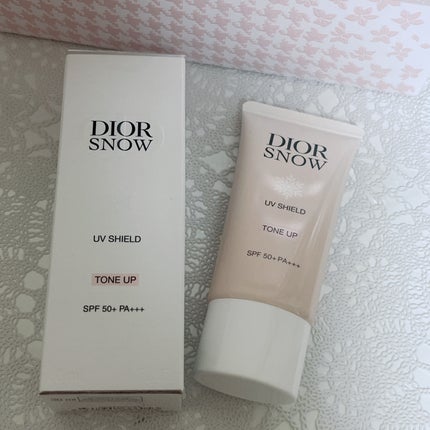 DIOR
SNOW
UV SHIELD
TONE UP
SPF 50+ PA+++
DIOR
SNOW
UV SHIELD
TONE UP
SPF 50+ PA+++